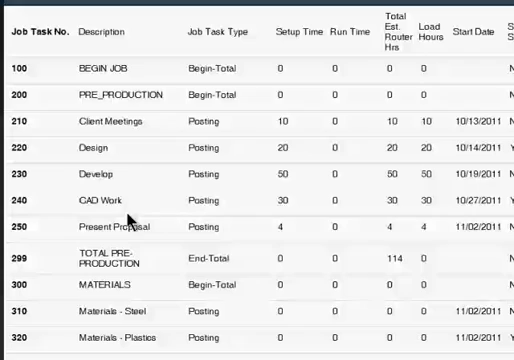 Job Task No. Description Job Task Type Setup Time Run Time Total Est. Router Hrs Load Hours Start Date
100 BEGIN JOB Begin-Total 0 0 0 0
200 PRE_PRODUCTION Begin-Total 0 0 0 0
210 Client Meetings Posting 10 0 10 10 10/13/2011
220 Design Posting 20 0 20 20 10/14/2011
230 Develop Posting 50 0 50 50 10/19/2011
240 CAD Work Posting 30 0 30 30 10/27/2011
250 Present Proposal Posting 4 0 4 4 11/02/2011
299 TOTAL PRE-PRODUCTION End-Total 0 0 114 0
300 MATERIALS Begin-Total 0 0 0 0
310 Materials - Steel Posting 0 0 0 0 11/02/2011
320 Materials - Plastics Posting 0 0 0 0 11/02/2011